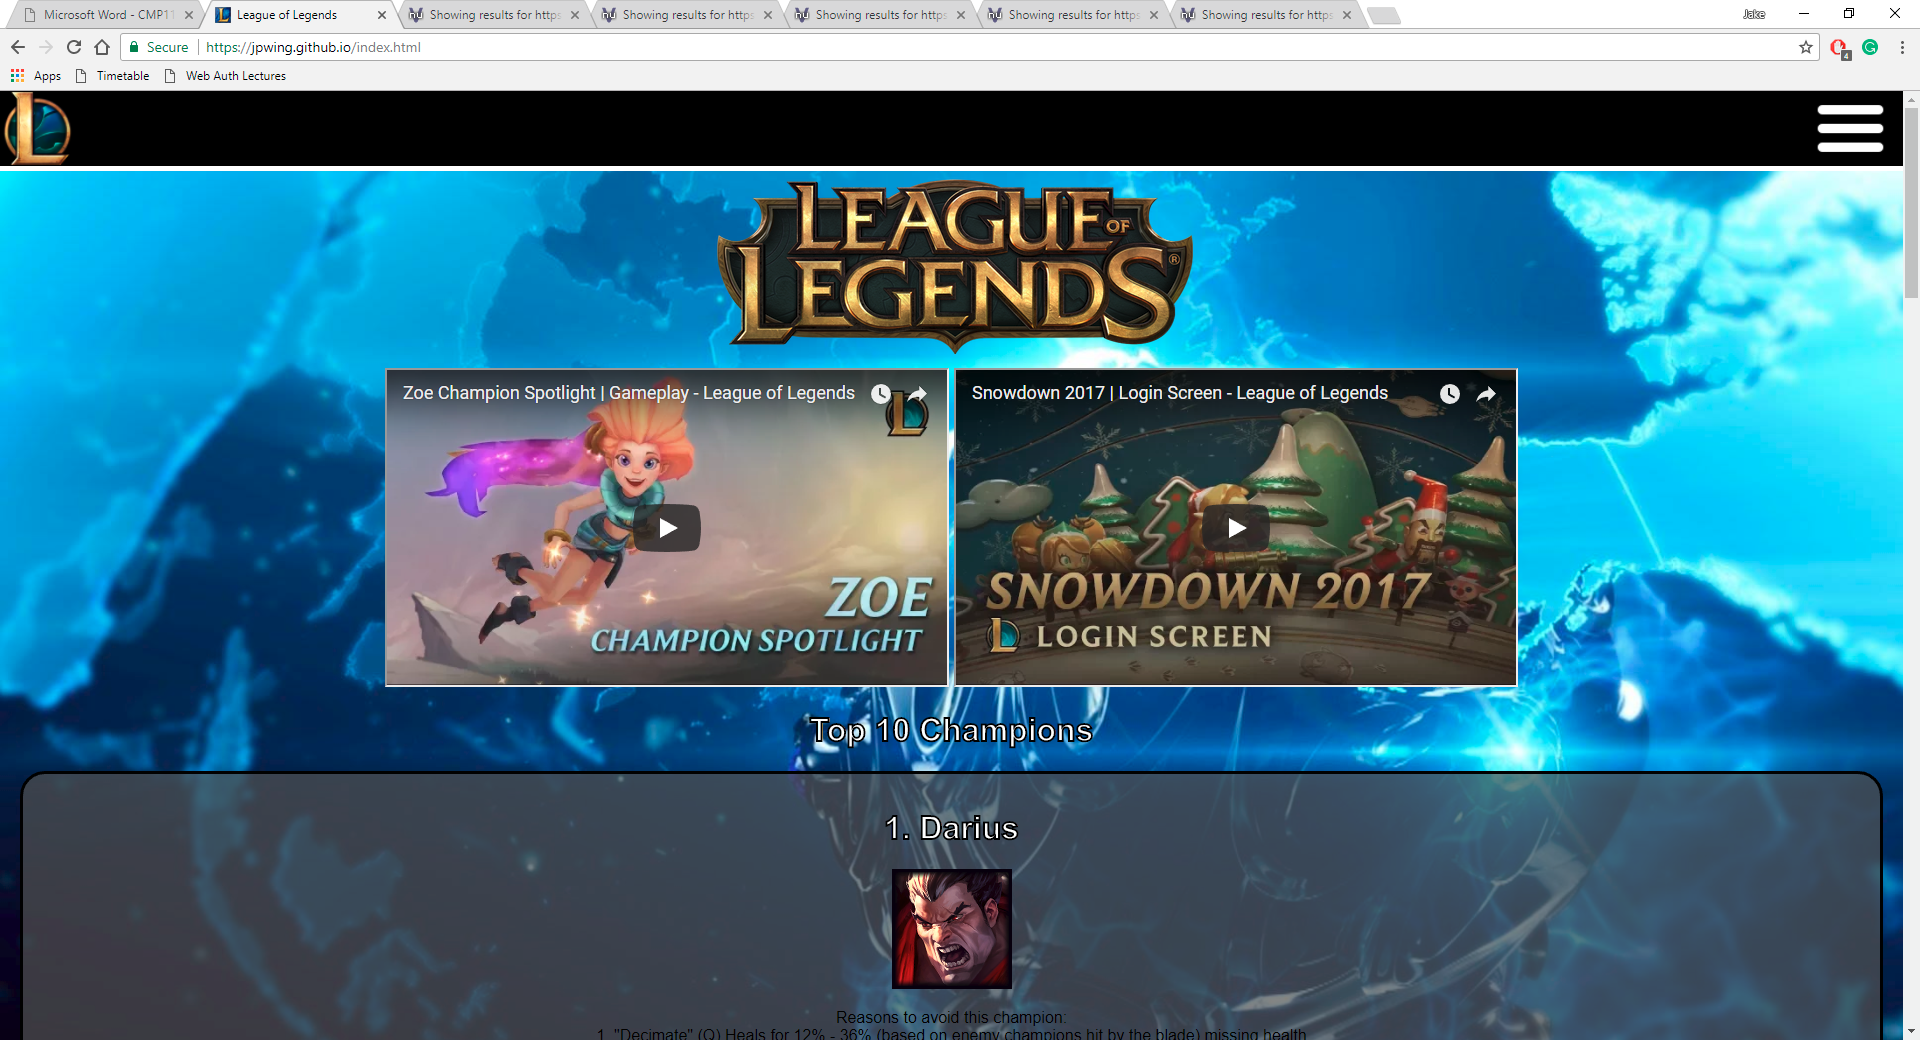 Microsoft Word - CMP11
League of Legends
Showing results for https
Showing results for https
Showing results for https
Showing results for https
Showing results for https
Jake
Secure
https://jpwing.github.io/index.html
4
Apps
Timetable
Web Auth Lectures
LEAGUE OF
LEGENDS®
Zoe Champion Spotlight | Gameplay - League of Legends
ZOE
CHAMPION SPOTLIGHT
Snowdown 2017 | Login Screen - League of Legends
SNOWDOWN 2017
LOGIN SCREEN
Top 10 Champions
1. Darius
Reasons to avoid this champion:
1. "Decimate" (Q) Heals for 12% - 36% (based on enemy champions hit by the blade) missing health